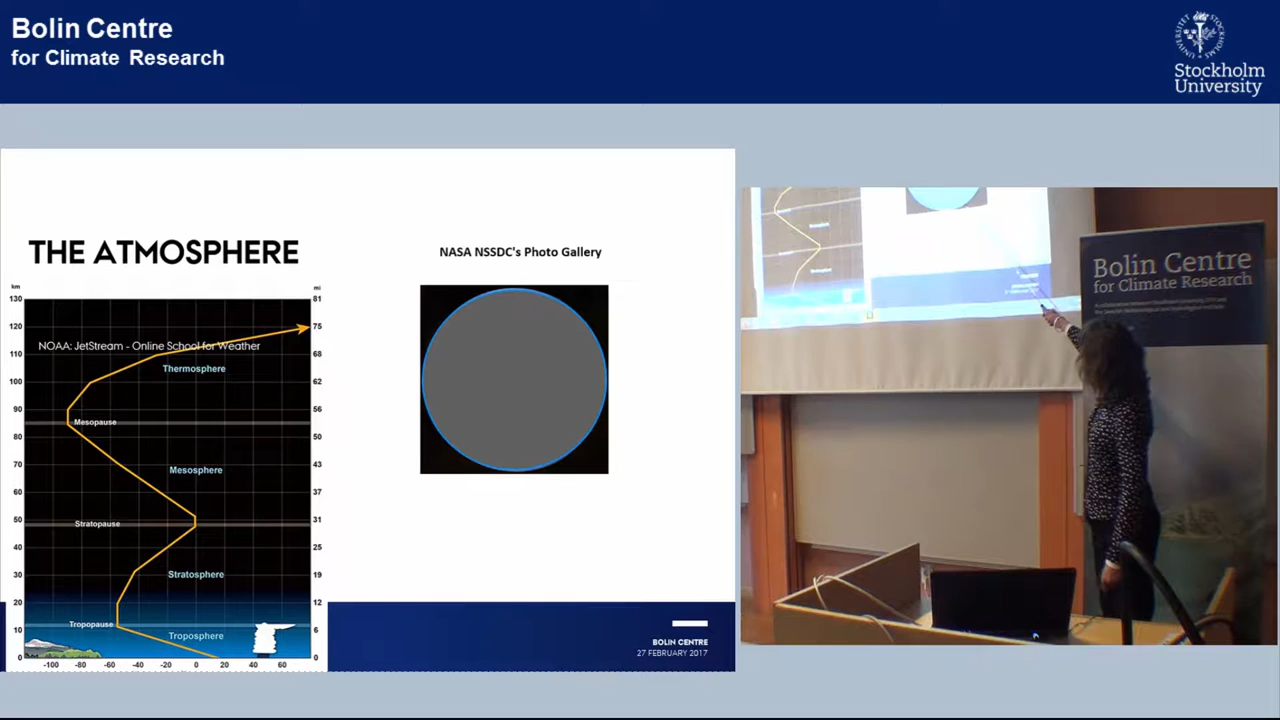 Bolin Centre
for Climate Research
UNIVERSITET STOCKHOLMS
Stockholm
University
THE ATMOSPHERE
km
mi
130
120
110
100
90
80
70
60
50
40
30
20
10
0
81
75
68
62
56
50
43
37
31
25
19
12
6
0
NOAA: JetStream - Online School for Weather
Thermosphere
Mesopause
Mesosphere
Stratopause
Stratosphere
Tropopause
Troposphere
-100 -80 -60 -40 -20 0 20 40 60
NASA NSSDC's Photo Gallery
BOLIN CENTRE
27 FEBRUARY 2017
Bolin Centre
for Climate Research